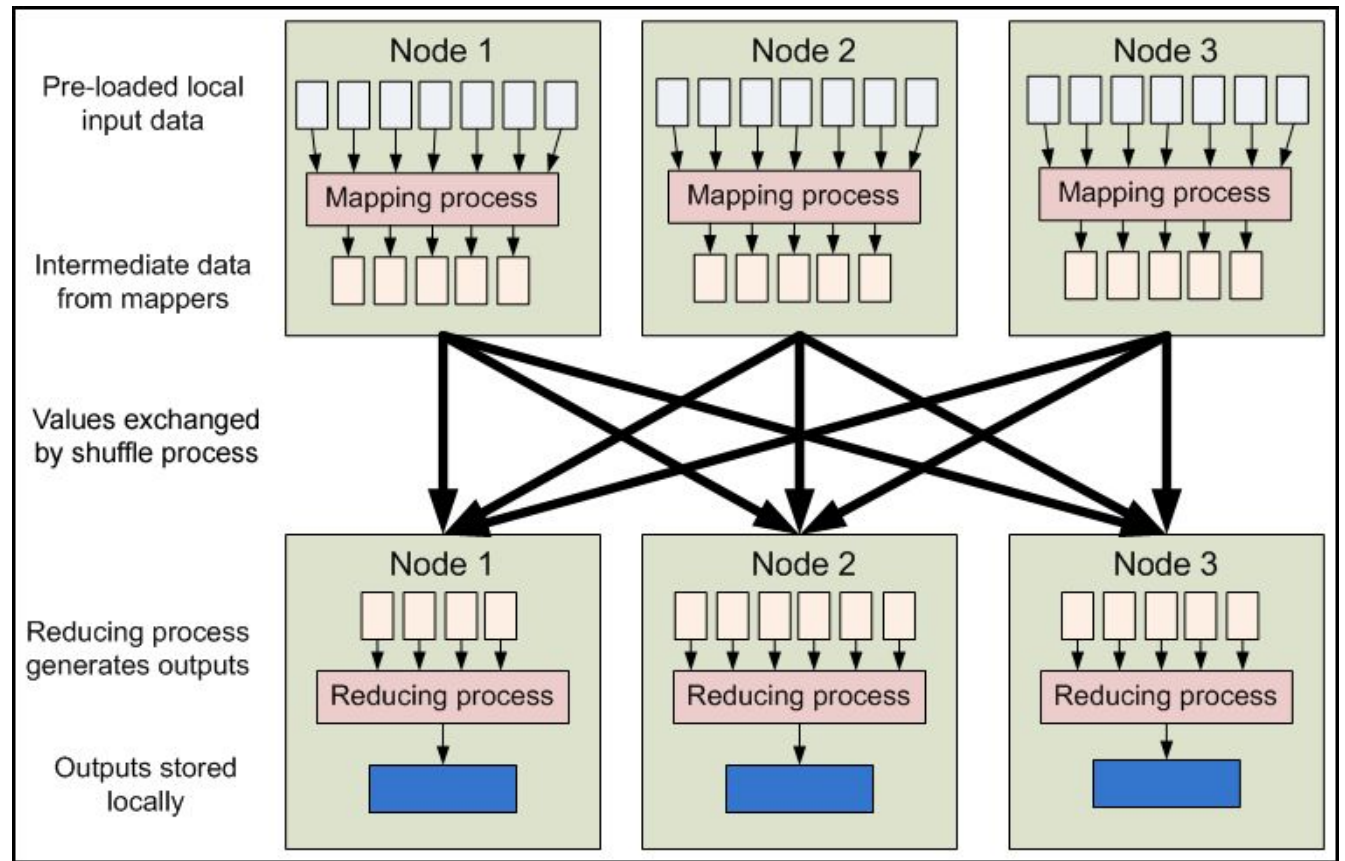 Node 1
Node 2
Node 3
Pre-loaded local
input data
Mapping process
Mapping process
Mapping process
Intermediate data
from mappers
Values exchanged
by shuffle process
Node 1
Node 2
Node 3
Reducing process
generates outputs
Reducing process
Reducing process
Reducing process
Outputs stored
locally